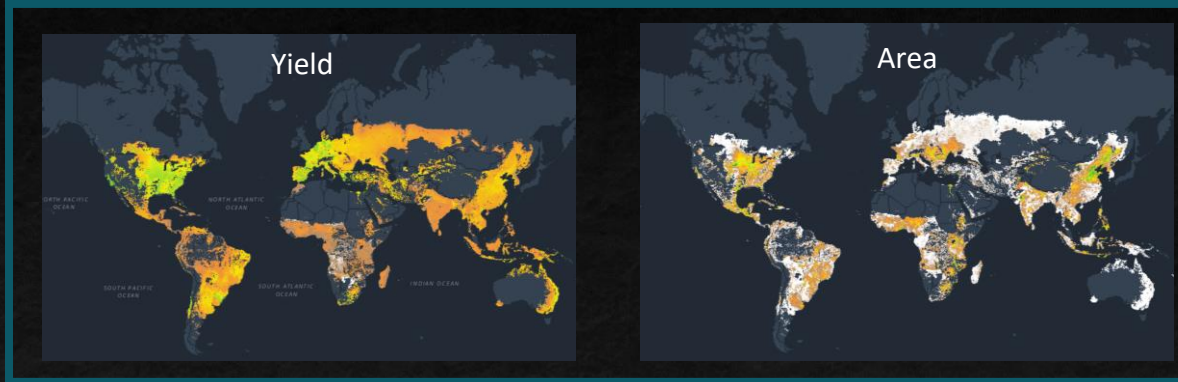 Yield
Area
NORTH PACIFIC
OCEAN
NORTH ATLANTIC
OCEAN
SOUTH PACIFIC
OCEAN
SOUTH ATLANTIC
OCEAN
INDIAN OCEAN